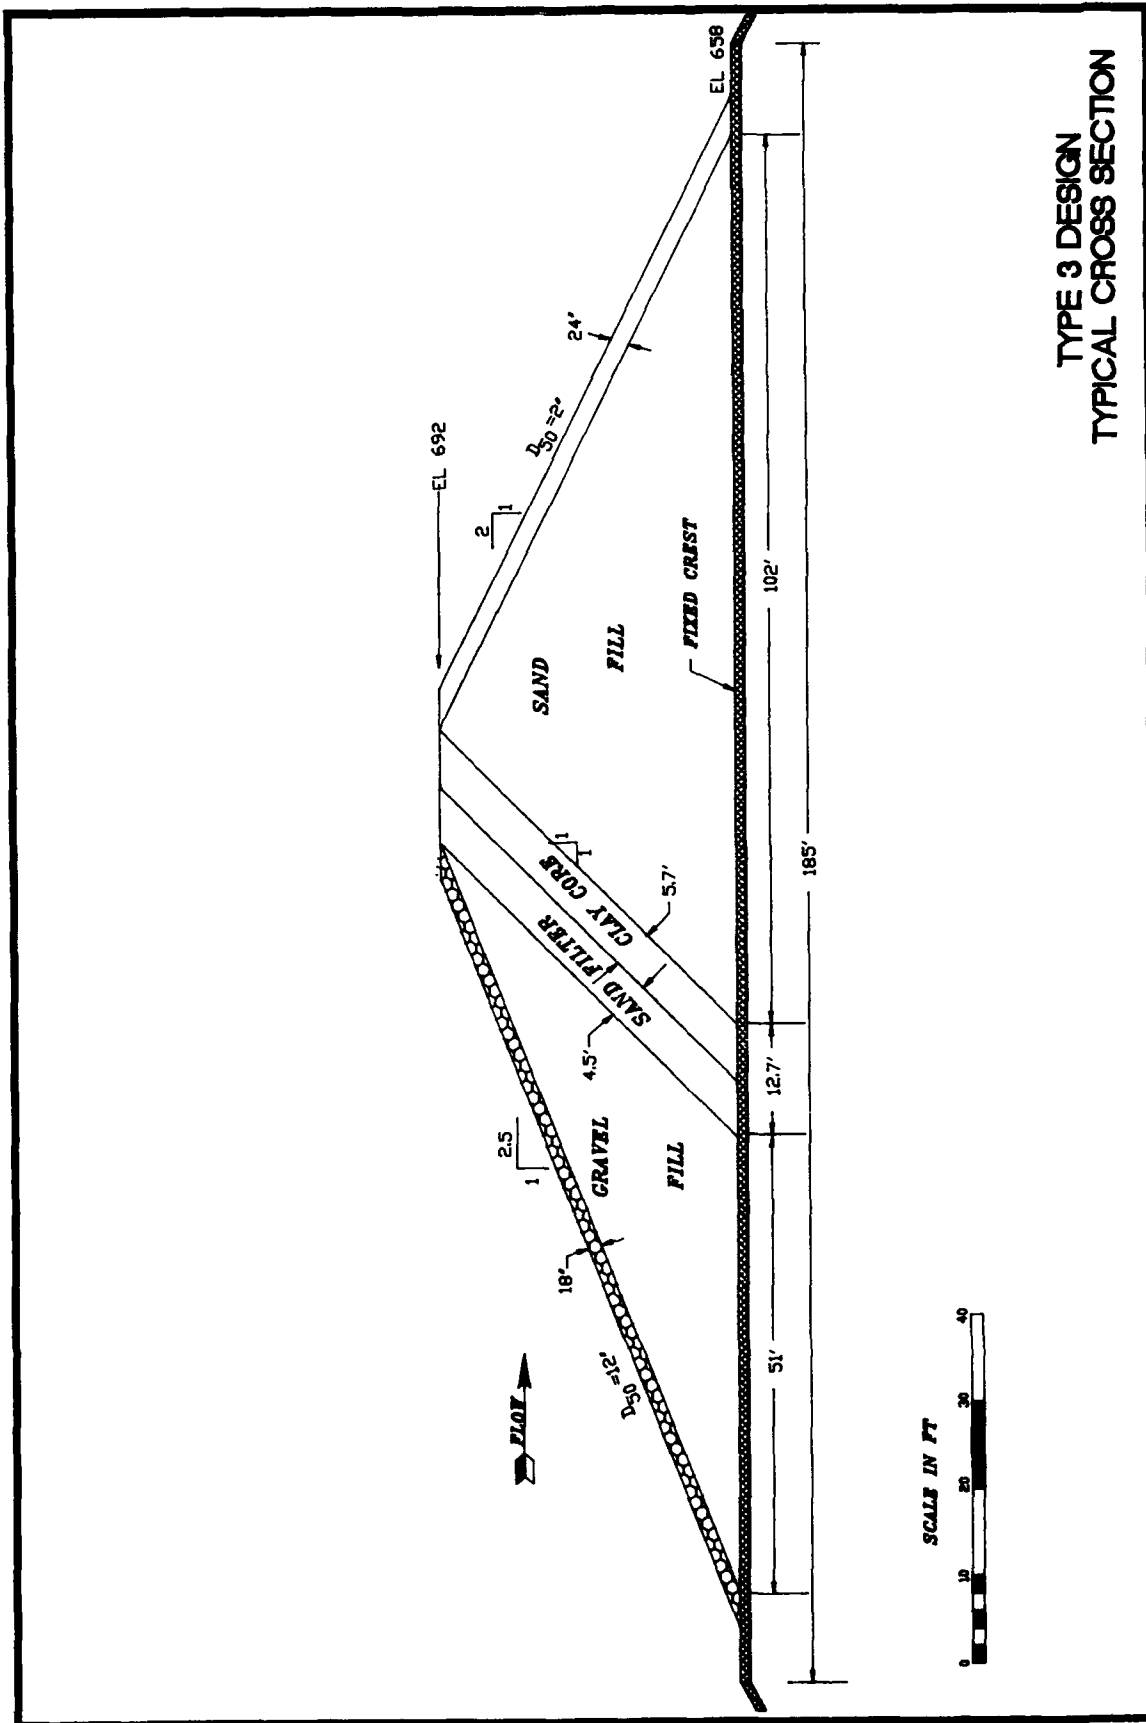 EL 692
EL 658
2
1
D50 =2"
24"
SAND
FILL
FIXED CREST
1
1
CLAY CORE
SAND FILTER
5.7'
4.5'
2.5
1
GRAVEL
FILL
18"
D50 =12"
FLOW
51'
12.7'
102'
185'
SCALE IN FT
0 10 20 30 40
TYPE 3 DESIGN
TYPICAL CROSS SECTION